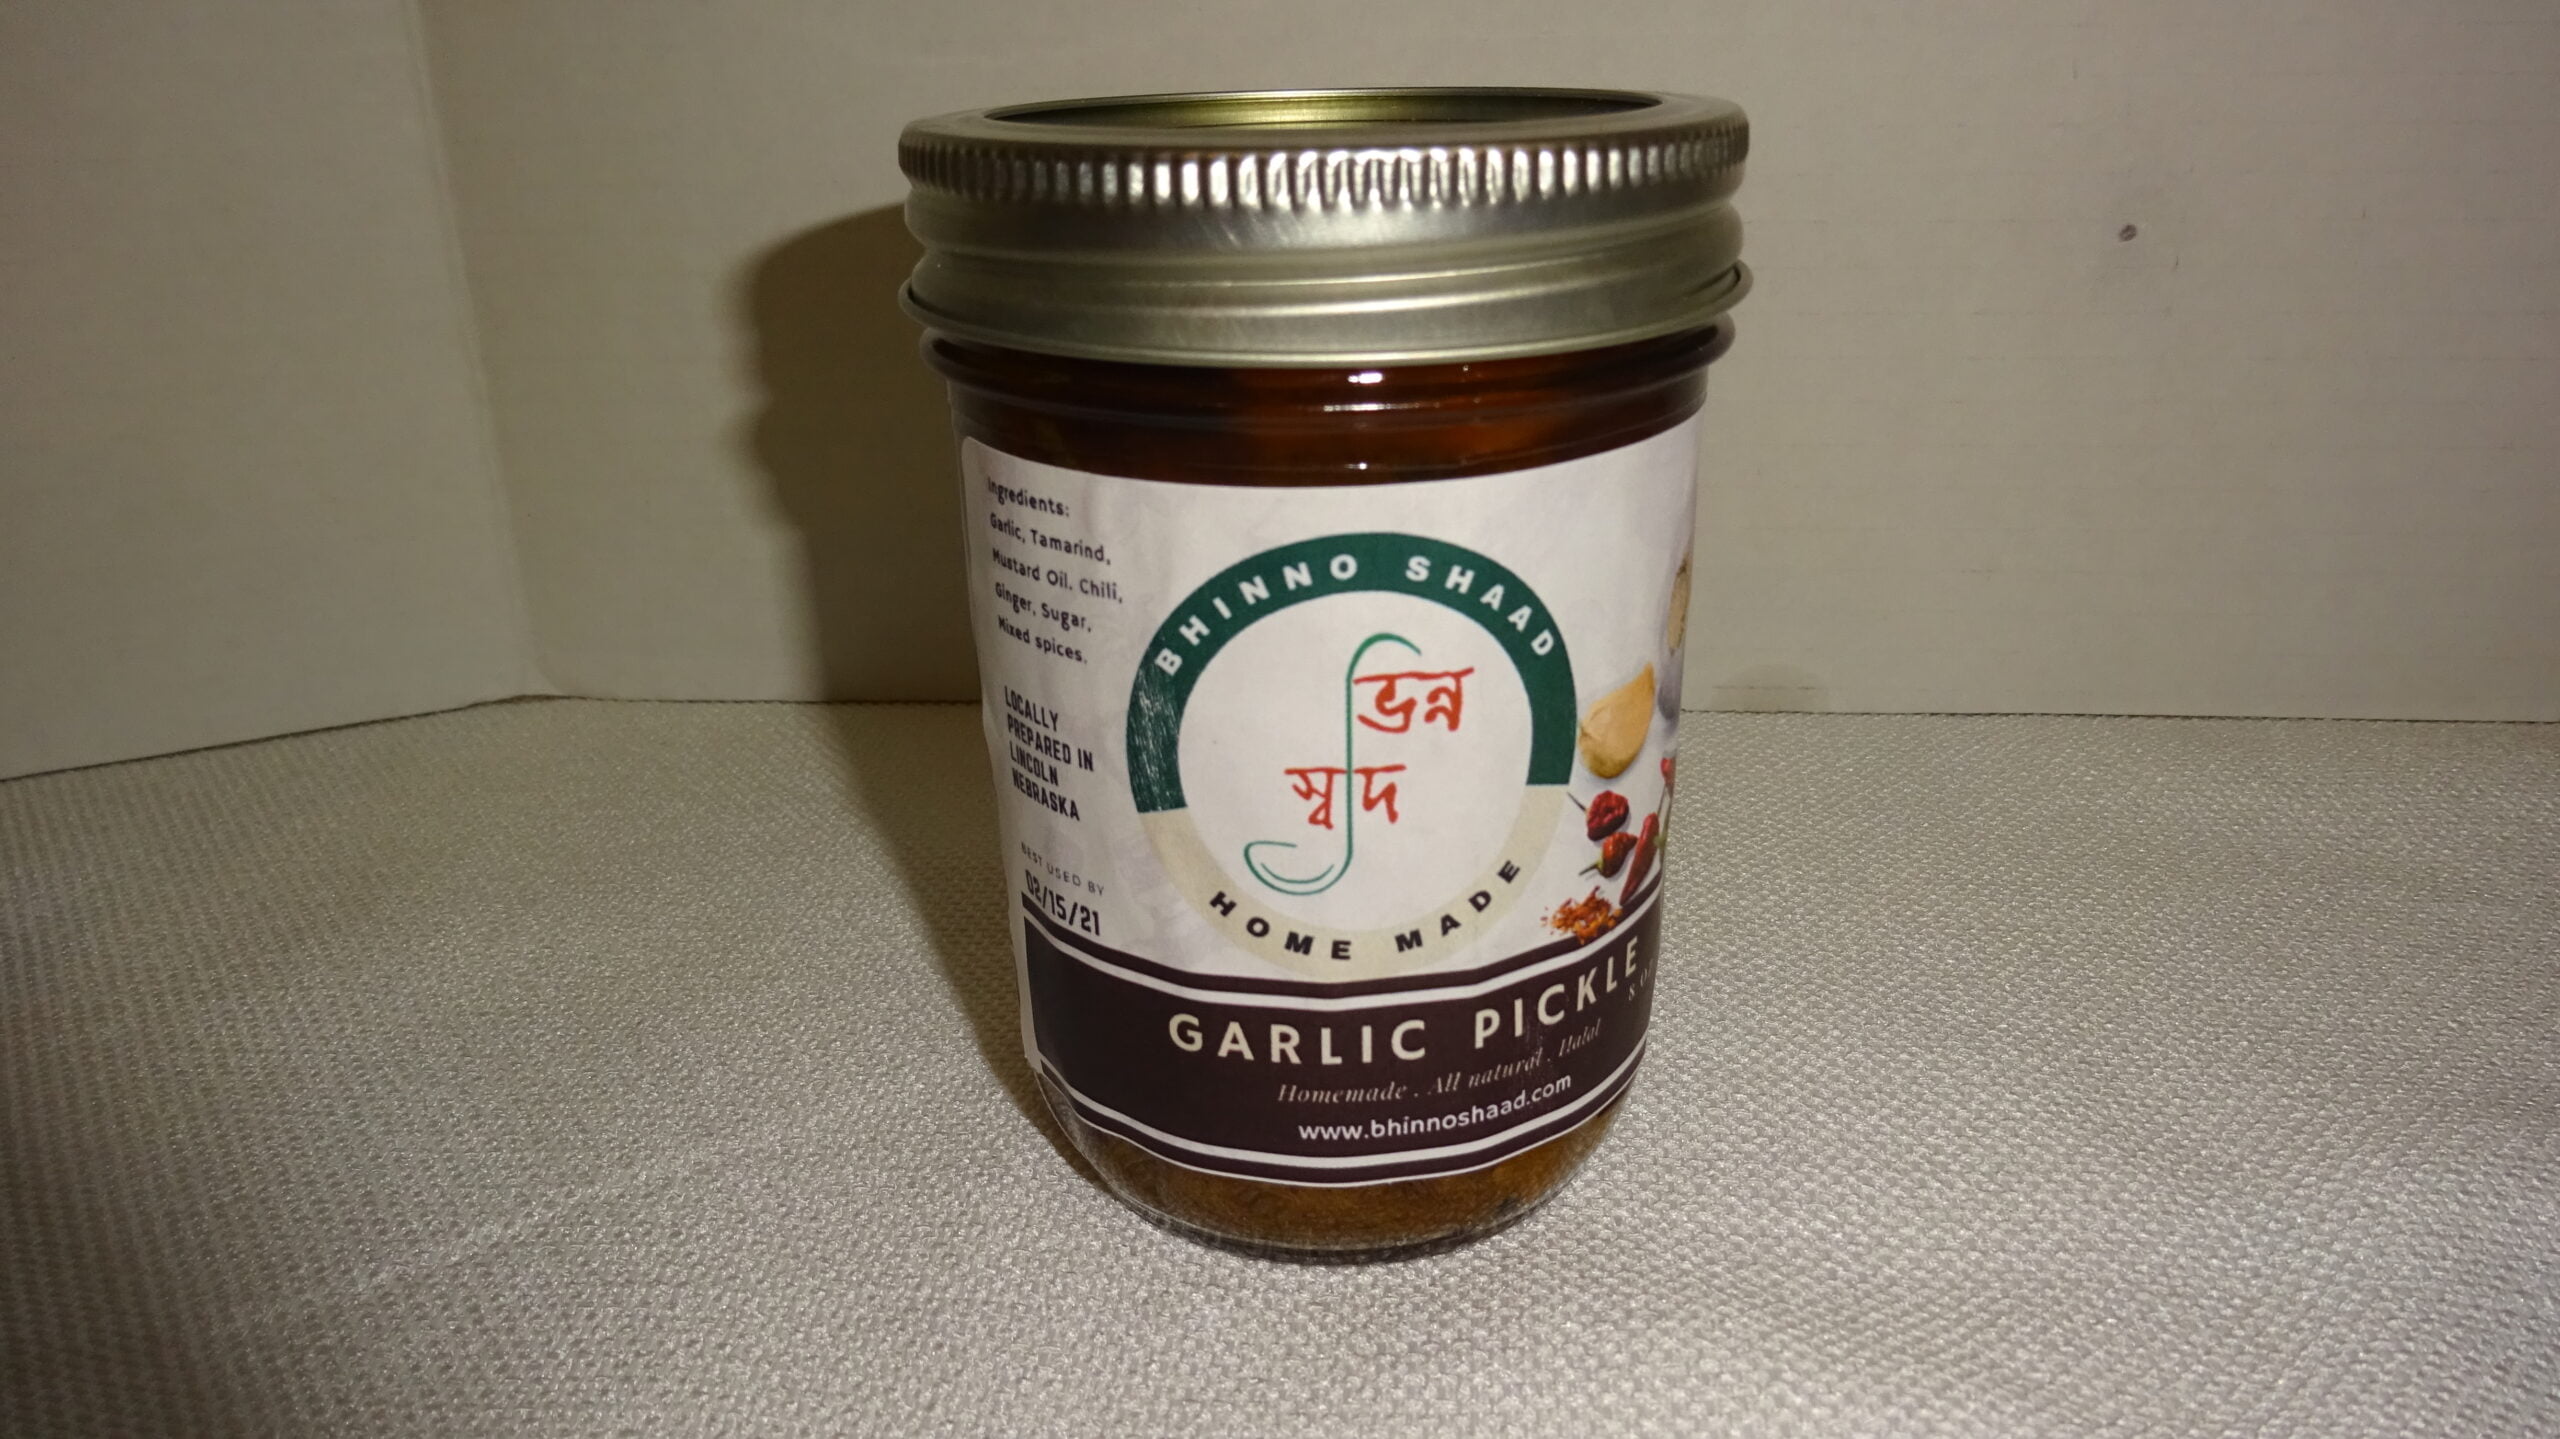 Ingredients:
Garlic, Tamarind,
Mustard Oil. Chili,
Ginger, Sugar,
Mixed spices.
LOCALLY
PREPARED IN
LINCOLN
NEBRASKA
BEST USED BY
02/15/21
BHINNO SHAAD
ভিন্ন
স্বাদ
HOME MADE
GARLIC PICKLE
Homemade . All natural . Halal
www.bhinnoshaad.com